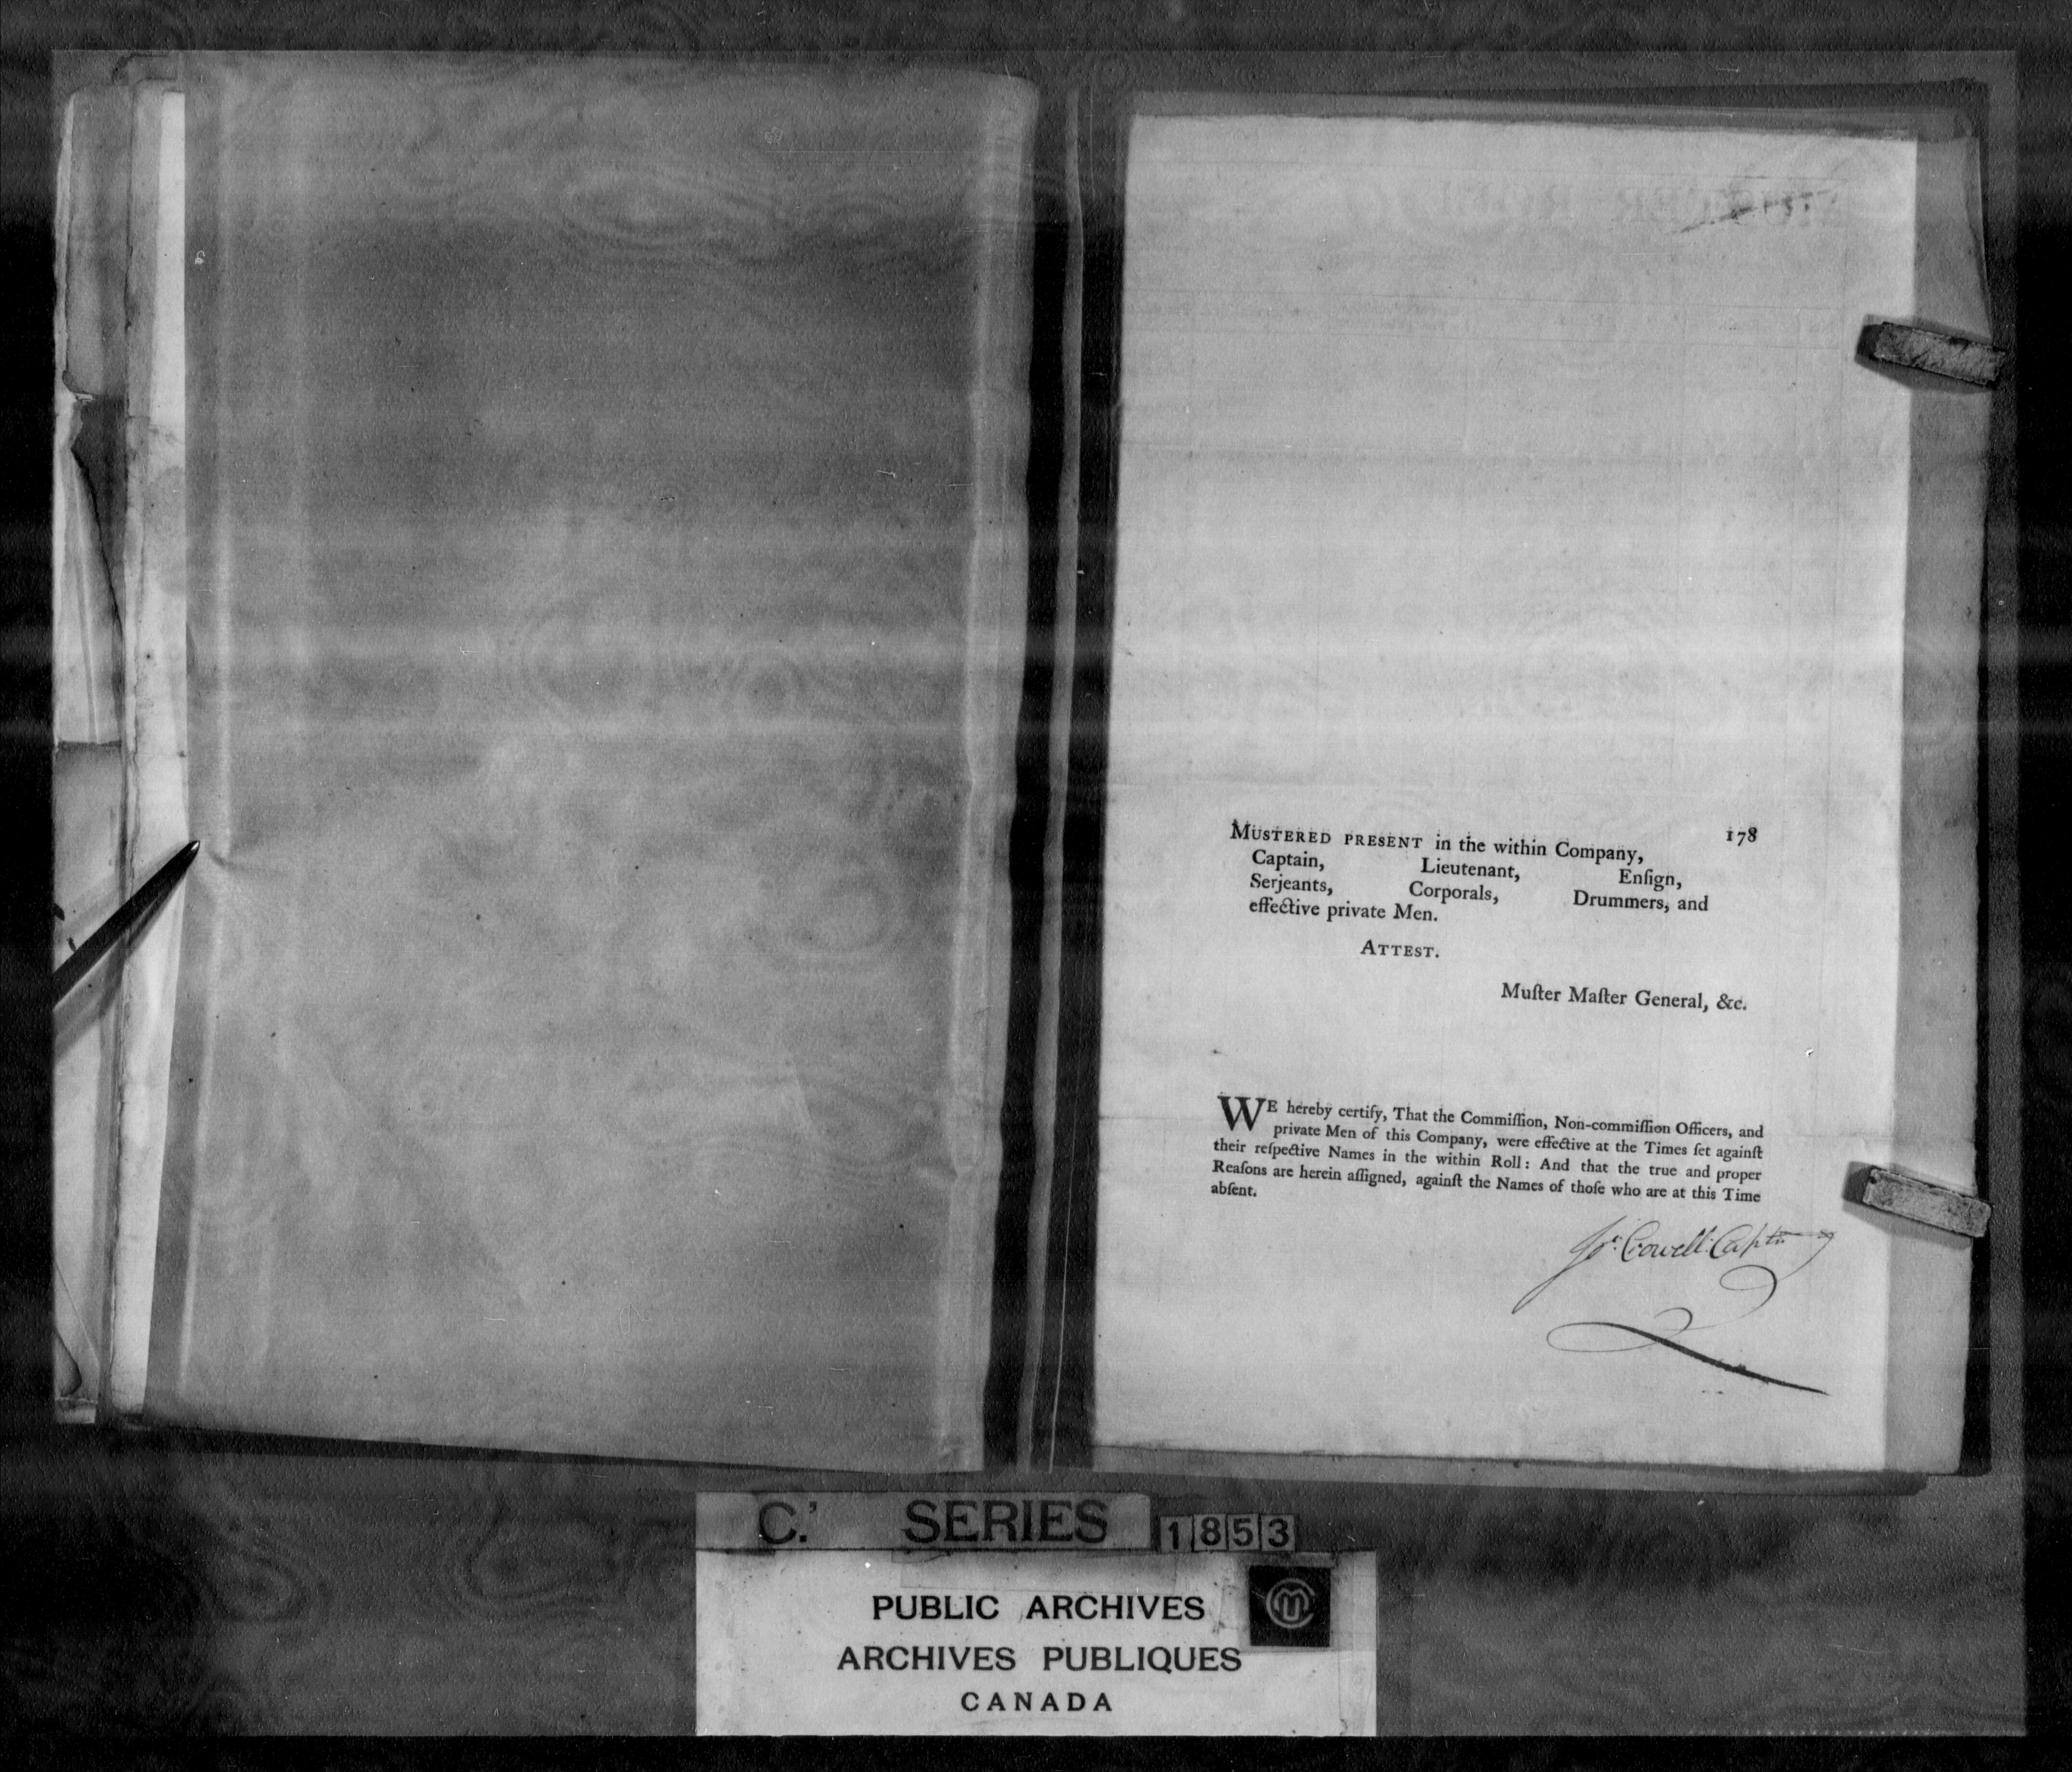 178
MUSTERED PRESENT in the within Company,
Captain, Lieutenant, Enſign,
Serjeants, Corporals, Drummers, and
effective private Men.
ATTEST.
Muſter Maſter General, &c.
WE hereby certify, That the Commiſſion, Non-commiſſion Officers, and
private Men of this Company, were effective at the Times ſet againſt
their reſpective Names in the within Roll: And that the true and proper
Reaſons are herein aſſigned, againſt the Names of thoſe who are at this Time
abſent.
Jos. Crowell. Captn
C.' SERIES 1853
PUBLIC ARCHIVES
ARCHIVES PUBLIQUES
CANADA